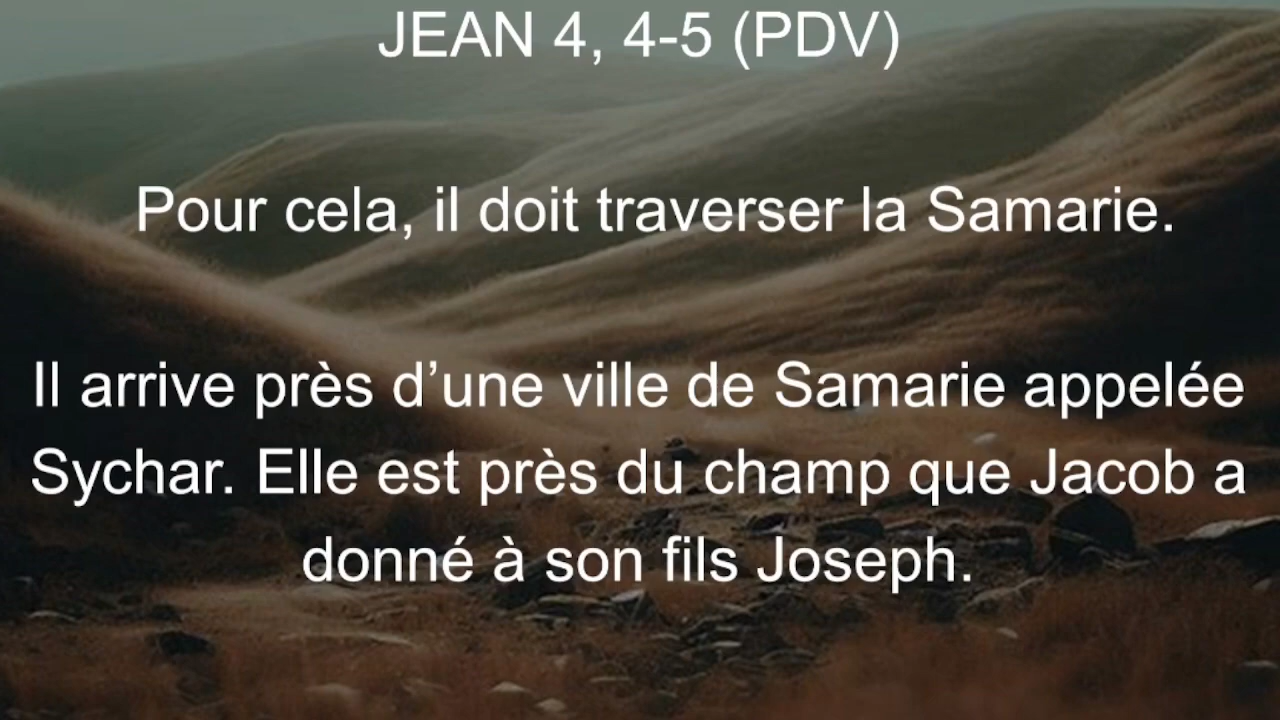 JEAN 4, 4-5 (PDV)
Pour cela, il doit traverser la Samarie.
Il arrive près d’une ville de Samarie appelée
Sychar. Elle est près du champ que Jacob a
donné à son fils Joseph.